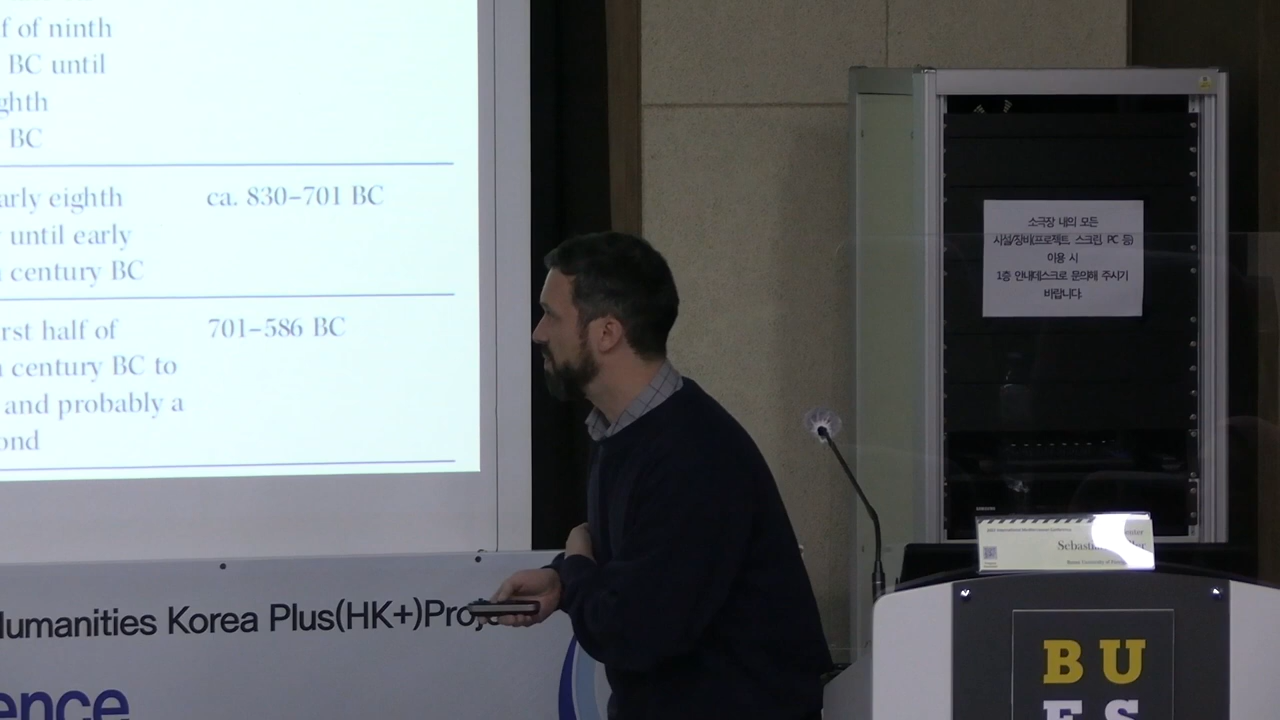 f of ninth
BC until
ghth
BC
arly eighth
ca. 830–701 BC
until early
century BC
rst half of
701–586 BC
century BC to
and probably a
ond
Humanities Korea Plus(HK+)Proje
ence
소극장 내의 모든
시설/장비(프로젝트, 스크린, PC 등)
이용 시
1층 안내데스크로 문의해 주시기
바랍니다.
SAMSUNG
BU